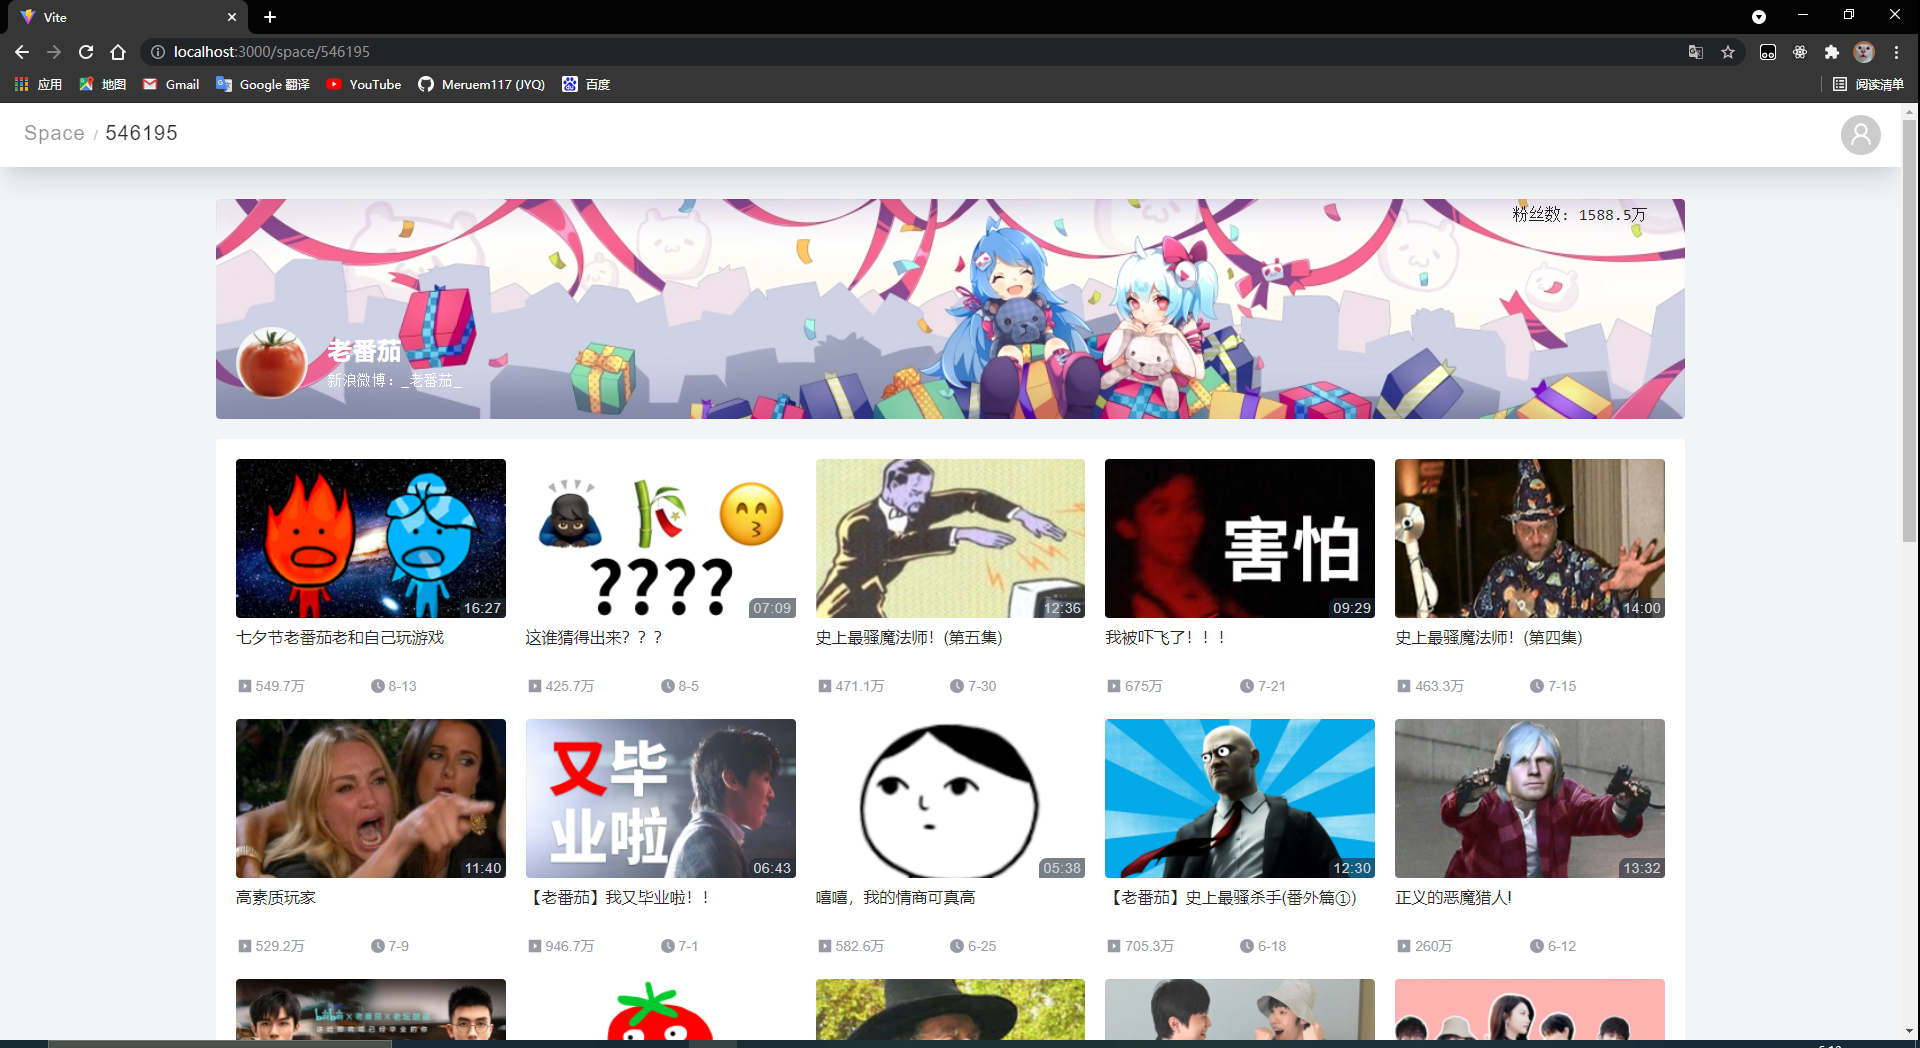 Vite
localhost:3000/space/546195
应用
地图
Gmail
Google 翻译
YouTube
Meruem117 (JYQ)
百度
阅读清单
Space / 546195
粉丝数: 1588.5万
老番茄
新浪微博：_老番茄_
16:27
????
07:09
12:36
害怕
09:29
14:00
七夕节老番茄老和自己玩游戏
这谁猜得出来？？？
史上最骚魔法师！(第五集)
我被吓飞了！！！
史上最骚魔法师！(第四集)
549.7万 8-13
425.7万 8-5
471.1万 7-30
675万 7-21
463.3万 7-15
11:40
又毕
业啦
06:43
05:38
12:30
13:32
高素质玩家
【老番茄】我又毕业啦！！
嘻嘻，我的情商可真高
【老番茄】史上最骚杀手(番外篇①)
正义的恶魔猎人!
529.2万 7-9
946.7万 7-1
582.6万 6-25
705.3万 6-18
260万 6-12